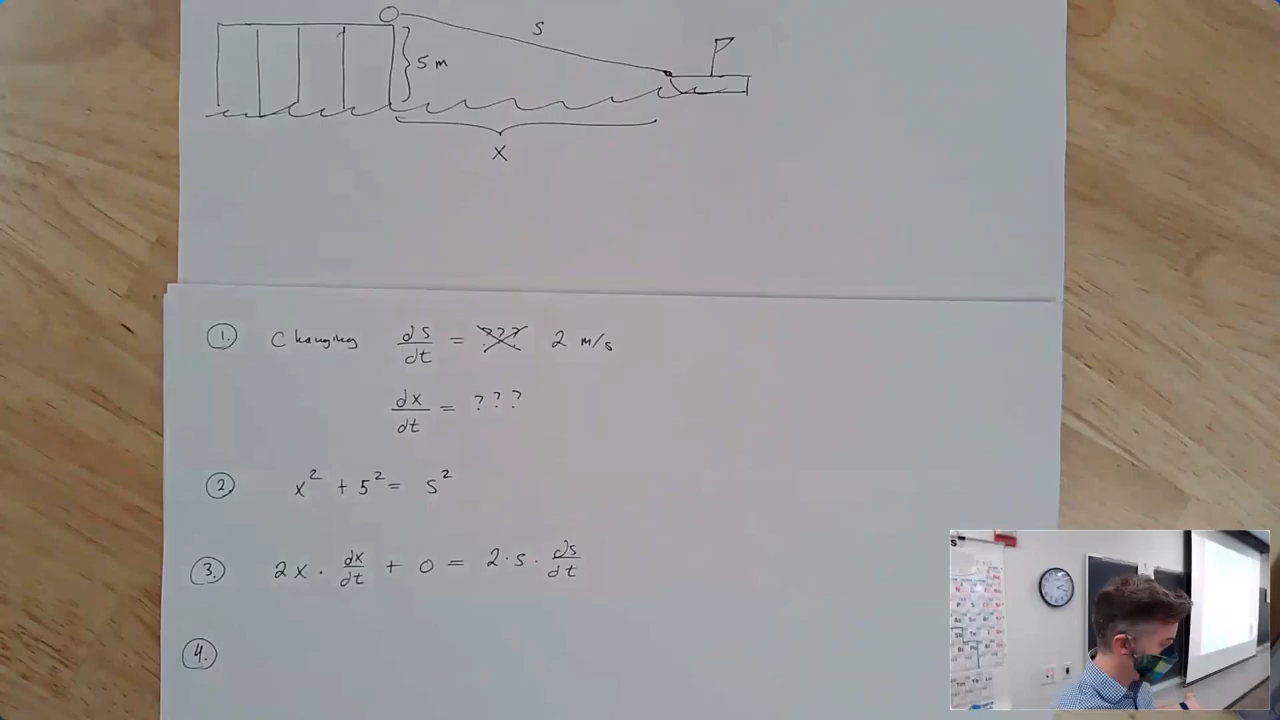 S
5 m
x
1. Changing ds/dt = ??? 2 m/s
dx/dt = ???
2 x² + 5² = s²
3. 2x · dx/dt + 0 = 2·s· ds/dt
4.